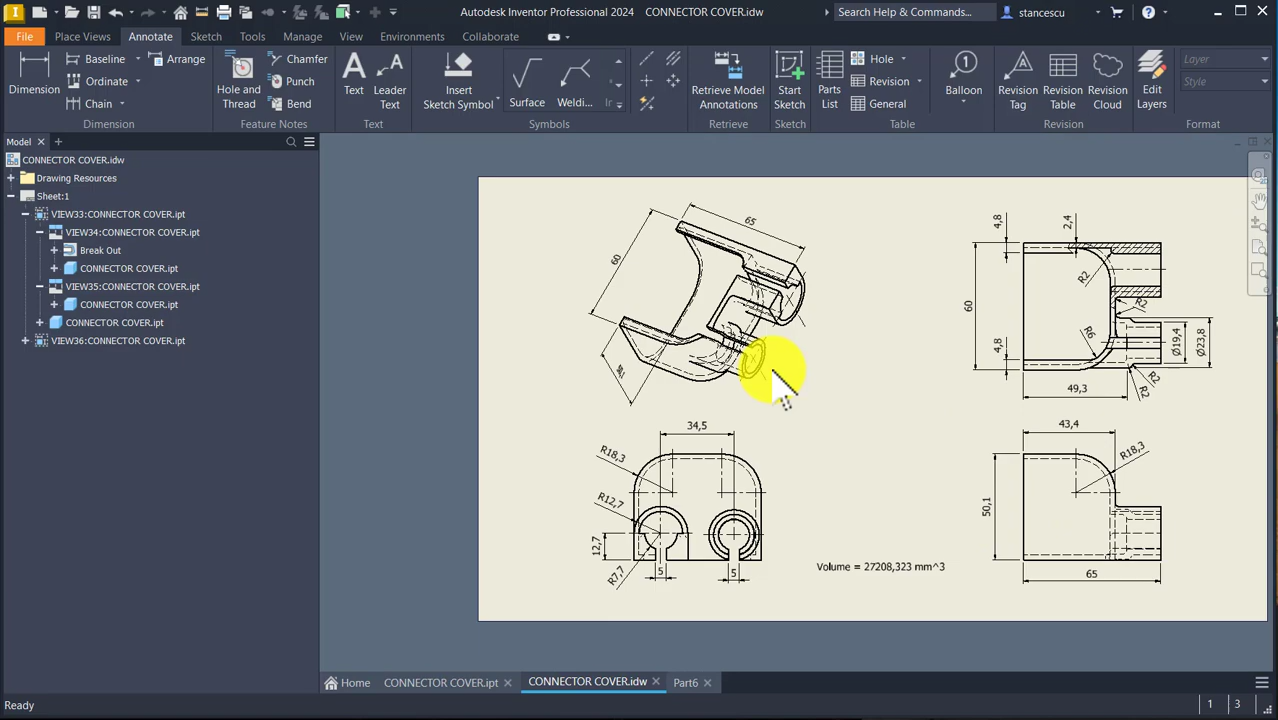 Autodesk Inventor Professional 2024 CONNECTOR COVER.idw
Search Help & Commands...
stancescu
File
Place Views
Annotate
Sketch
Tools
Manage
View
Environments
Collaborate
Dimension
Baseline
Ordinate
Chain
Dimension
Arrange
Hole and
Thread
Chamfer
Punch
Bend
Feature Notes
Text
Leader
Text
Text
Insert
Sketch Symbol
Surface
Weldin...
Symbols
Retrieve Model
Annotations
Retrieve
Start
Sketch
Sketch
Parts
List
Hole
Revision
General
Table
Balloon
Revision
Tag
Revision
Table
Revision
Cloud
Revision
Edit
Layers
Layer
Style
Format
Model
CONNECTOR COVER.idw
Drawing Resources
Sheet:1
VIEW33:CONNECTOR COVER.ipt
VIEW34:CONNECTOR COVER.ipt
Break Out
CONNECTOR COVER.ipt
VIEW35:CONNECTOR COVER.ipt
CONNECTOR COVER.ipt
CONNECTOR COVER.ipt
VIEW36:CONNECTOR COVER.ipt
65
60
4,8
2,4
R2
60
R2
R6
4,8
Ø19,4
Ø23,8
R2
R2
49,3
34,5
R18,3
R12,7
12,7
R7,7
5
5
43,4
R18,3
50,1
65
Volume = 27208,323 mm^3
Home
CONNECTOR COVER.ipt
CONNECTOR COVER.idw
Part6
Ready
1
3